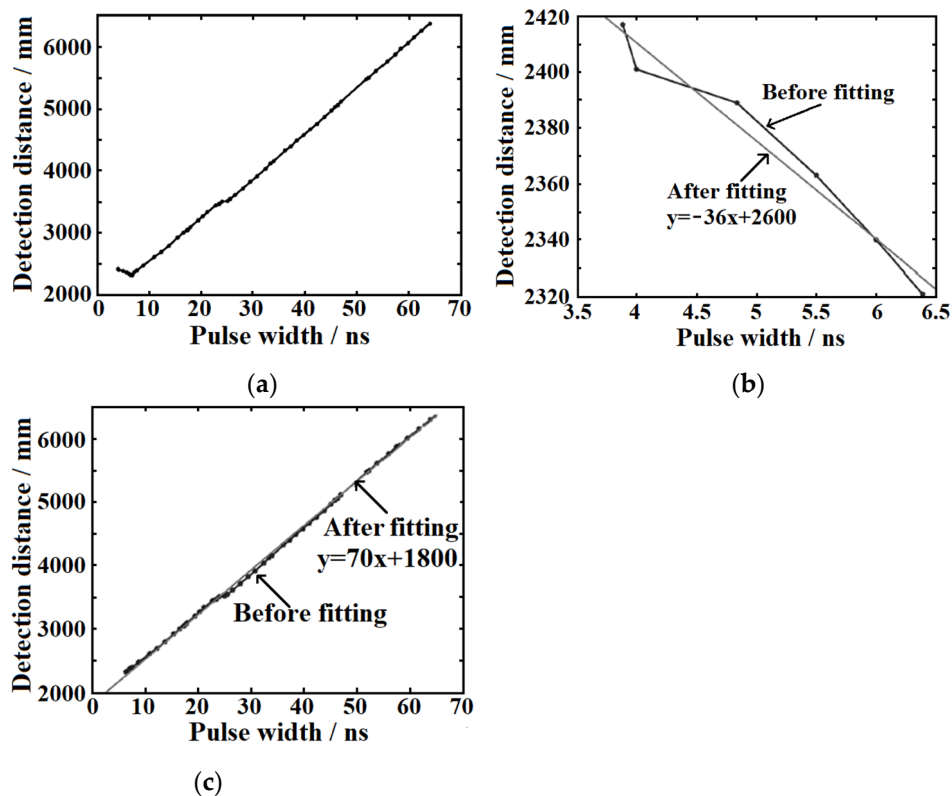 Detection distance / mm
6000
5000
4000
3000
2000
0 10 20 30 40 50 60 70
Pulse width / ns
(a)
Detection distance / mm
2420
2400
2380
2360
2340
2320
Before fitting
After fitting
y=-36x+2600
3.5 4 4.5 5 5.5 6 6.5
Pulse width / ns
(b)
Detection distance / mm
6000
5000
4000
3000
2000
After fitting
y=70x+1800
Before fitting
0 10 20 30 40 50 60 70
Pulse width / ns
(c)